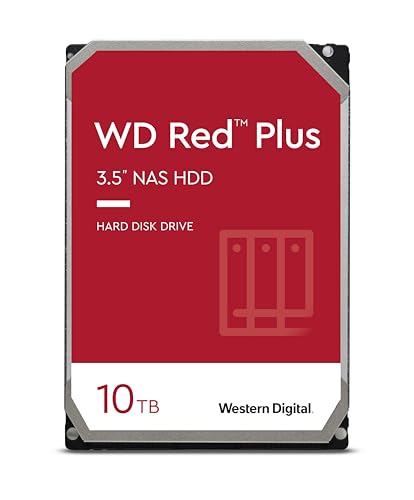 WD Red™ Plus
3.5" NAS HDD
HARD DISK DRIVE
10TB
Western Digital.